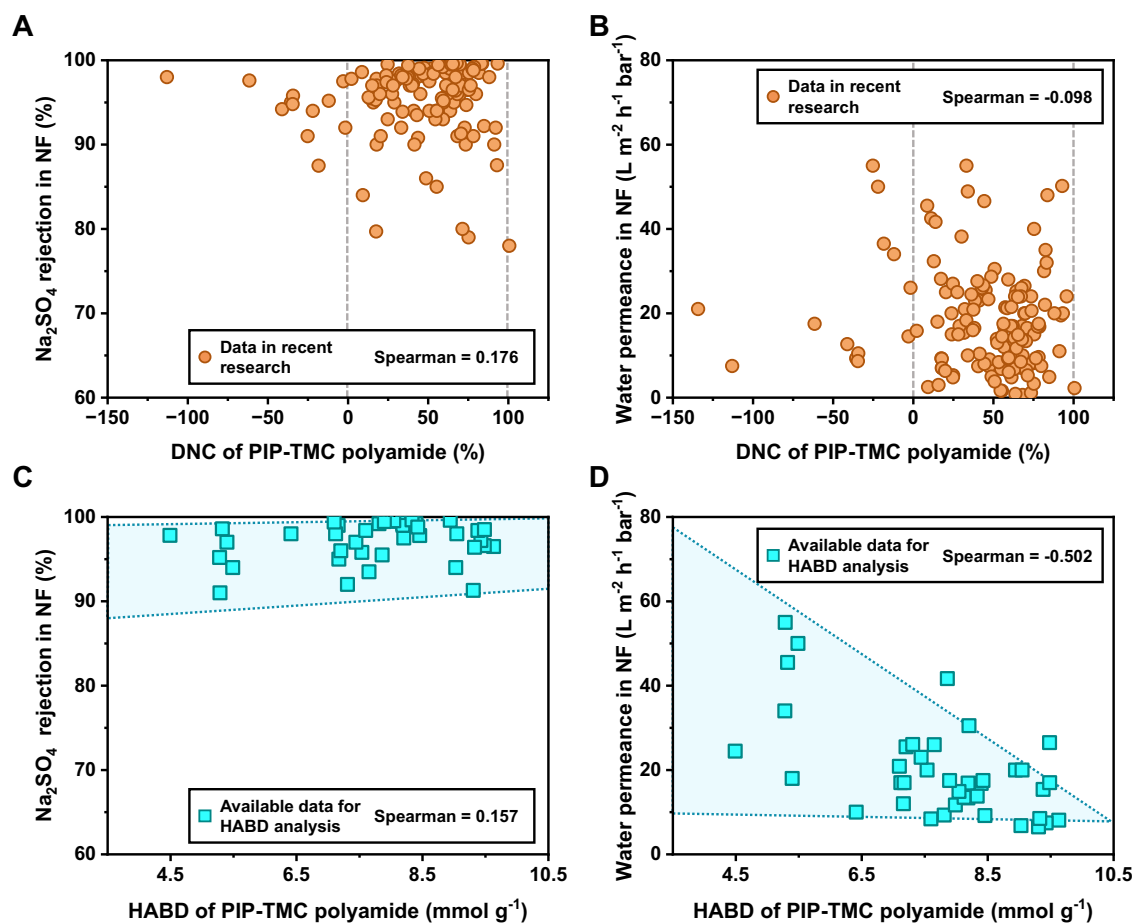 A
Na₂SO₄ rejection in NF (%)
100
90
80
70
60
−150
−100
−50
0
50
100
DNC of PIP-TMC polyamide (%)
Data in recent
research
Spearman = 0.176
B
Water permeance in NF (L m⁻² h⁻¹ bar⁻¹)
80
60
40
20
0
−150
−100
−50
0
50
100
DNC of PIP-TMC polyamide (%)
Data in recent
research
Spearman = -0.098
C
Na₂SO₄ rejection in NF (%)
100
90
80
70
60
4.5
6.5
8.5
10.5
HABD of PIP-TMC polyamide (mmol g⁻¹)
Available data for
HABD analysis
Spearman = 0.157
D
Water permeance in NF (L m⁻² h⁻¹ bar⁻¹)
80
60
40
20
0
4.5
6.5
8.5
10.5
HABD of PIP-TMC polyamide (mmol g⁻¹)
Available data for
HABD analysis
Spearman = -0.502